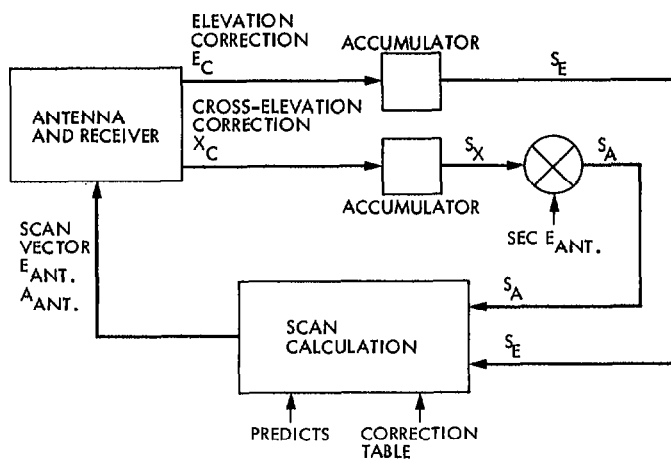 ELEVATION
CORRECTION
E_C
ACCUMULATOR
S_E
ANTENNA
AND RECEIVER
CROSS-ELEVATION
CORRECTION
X_C
S_X
S_A
ACCUMULATOR
SEC E_ANT.
SCAN
VECTOR
E_ANT.
A_ANT.
S_A
SCAN
CALCULATION
S_E
PREDICTS
CORRECTION
TABLE